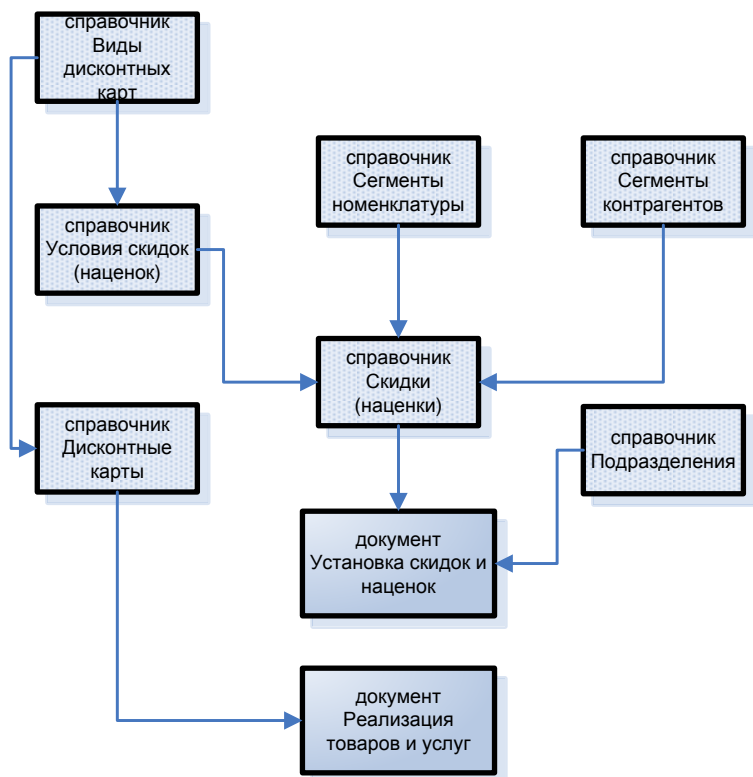 справочник
Виды
дисконтных
карт
справочник
Сегменты
номенклатуры
справочник
Сегменты
контрагентов
справочник
Условия скидок
(наценок)
справочник
Скидки
(наценки)
справочник
Дисконтные
карты
справочник
Подразделения
документ
Установка скидок и
наценок
документ
Реализация
товаров и услуг